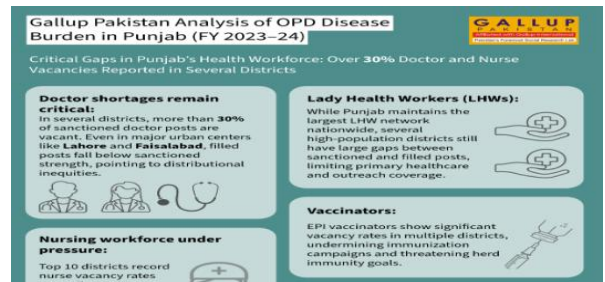 Gallup Pakistan Analysis of OPD Disease
Burden in Punjab (FY 2023–24)
GALLUP
PAKISTAN
Critical Gaps in Punjab's Health Workforce: Over 30% Doctor and Nurse
Vacancies Reported in Several Districts
Doctor shortages remain
critical:
In several districts, more than 30%
of sanctioned doctor posts are
vacant. Even in major urban centers
like Lahore and Faisalabad, filled
posts fall below sanctioned
strength, pointing to distributional
inequities.
Nursing workforce under
pressure:
Top 10 districts record
nurse vacancy rates
Lady Health Workers (LHWs):
While Punjab maintains the
largest LHW network
nationwide, several
high-population districts still
have large gaps between
sanctioned and filled posts,
limiting primary healthcare
and outreach coverage.
Vaccinators:
EPI vaccinators show significant
vacancy rates in multiple districts,
undermining immunization
campaigns and threatening herd
immunity goals.